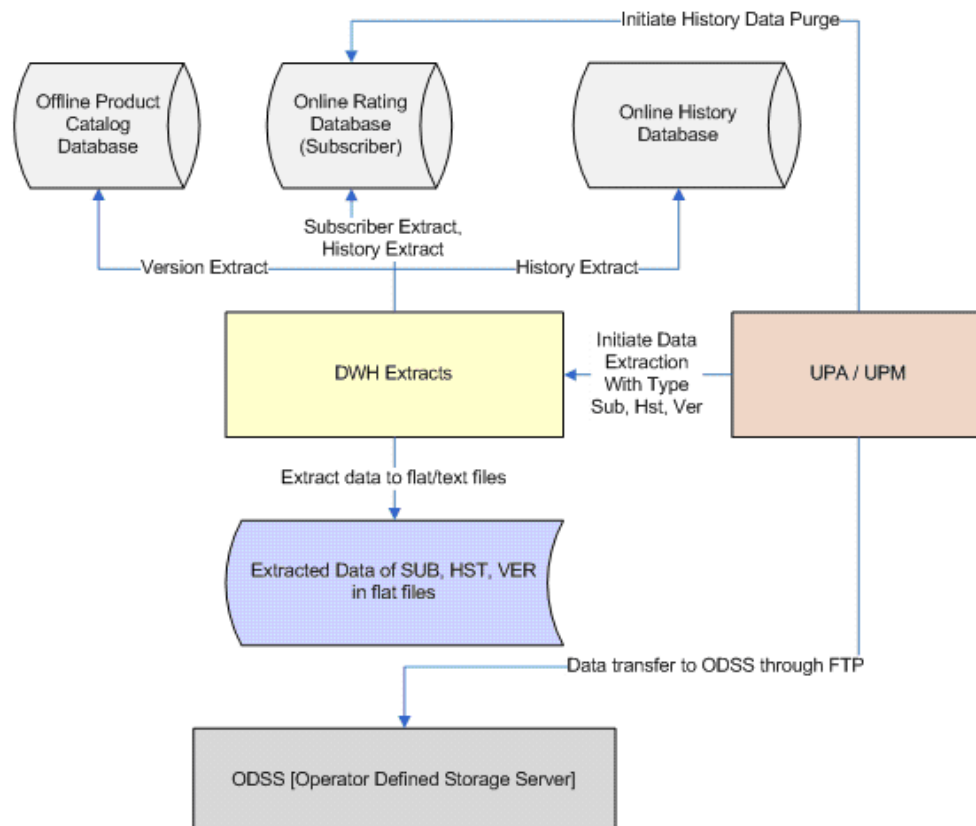 Initiate History Data Purge
Offline Product
Catalog
Database
Online Rating
Database
(Subscriber)
Online History
Database
Subscriber Extract,
History Extract
Version Extract
History Extract
DWH Extracts
Initiate Data
Extraction
With Type
Sub, Hst, Ver
UPA / UPM
Extract data to flat/text files
Extracted Data of SUB, HST, VER
in flat files
Data transfer to ODSS through FTP
ODSS [Operator Defined Storage Server]